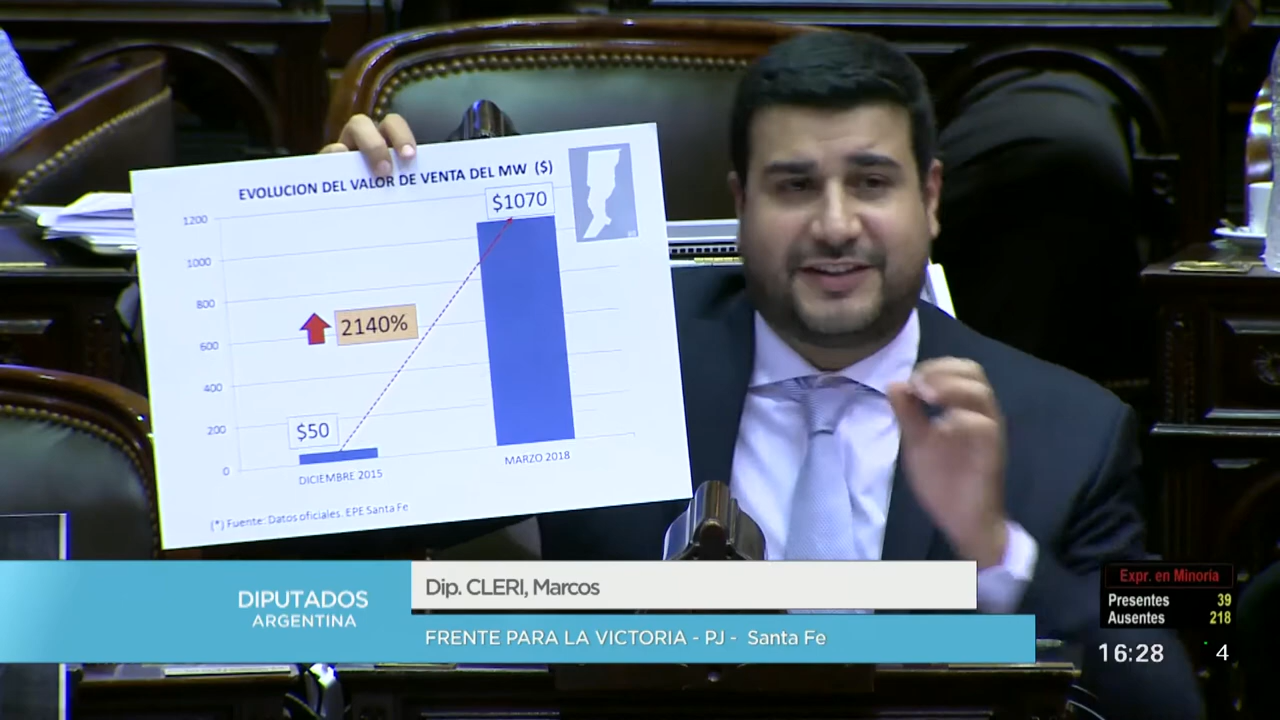 EVOLUCION DEL VALOR DE VENTA DEL MW ($)
1200
1000
800
600
400
200
0
$1070
2140%
$50
DICIEMBRE 2015
MARZO 2018
(*) Fuente: Datos oficiales. EPE Santa Fe
DIPUTADOS
ARGENTINA
Dip. CLERI, Marcos
FRENTE PARA LA VICTORIA - PJ - Santa Fe
Expr. en Minoría
Presentes 39
Ausentes 218
16:28 4